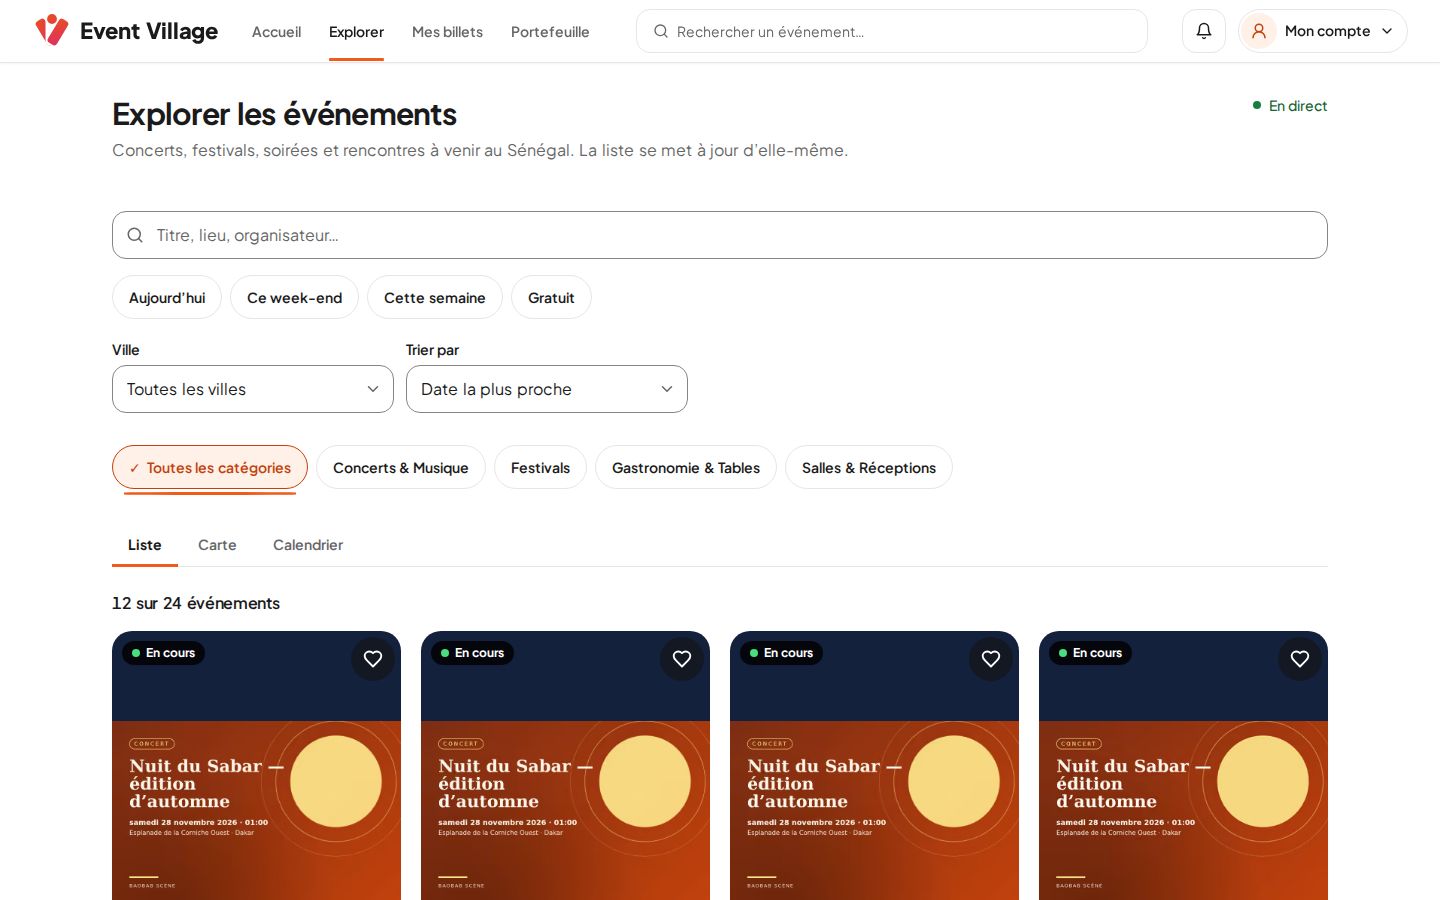 Event Village
Accueil
Explorer
Mes billets
Portefeuille
Rechercher un événement…
Mon compte
Explorer les événements
En direct
Concerts, festivals, soirées et rencontres à venir au Sénégal. La liste se met à jour d’elle-même.
Titre, lieu, organisateur…
Aujourd’hui
Ce week-end
Cette semaine
Gratuit
Ville
Trier par
Toutes les villes
Date la plus proche
✓ Toutes les catégories
Concerts & Musique
Festivals
Gastronomie & Tables
Salles & Réceptions
Liste
Carte
Calendrier
12 sur 24 événements
En cours
CONCERT
Nuit du Sabar —
édition
d’automne
samedi 28 novembre 2026 · 01:00
Esplanade de la Corniche Ouest · Dakar
BAOBAB SCÈNE
En cours
CONCERT
Nuit du Sabar —
édition
d’automne
samedi 28 novembre 2026 · 01:00
Esplanade de la Corniche Ouest · Dakar
BAOBAB SCÈNE
En cours
CONCERT
Nuit du Sabar —
édition
d’automne
samedi 28 novembre 2026 · 01:00
Esplanade de la Corniche Ouest · Dakar
BAOBAB SCÈNE
En cours
CONCERT
Nuit du Sabar —
édition
d’automne
samedi 28 novembre 2026 · 01:00
Esplanade de la Corniche Ouest · Dakar
BAOBAB SCÈNE